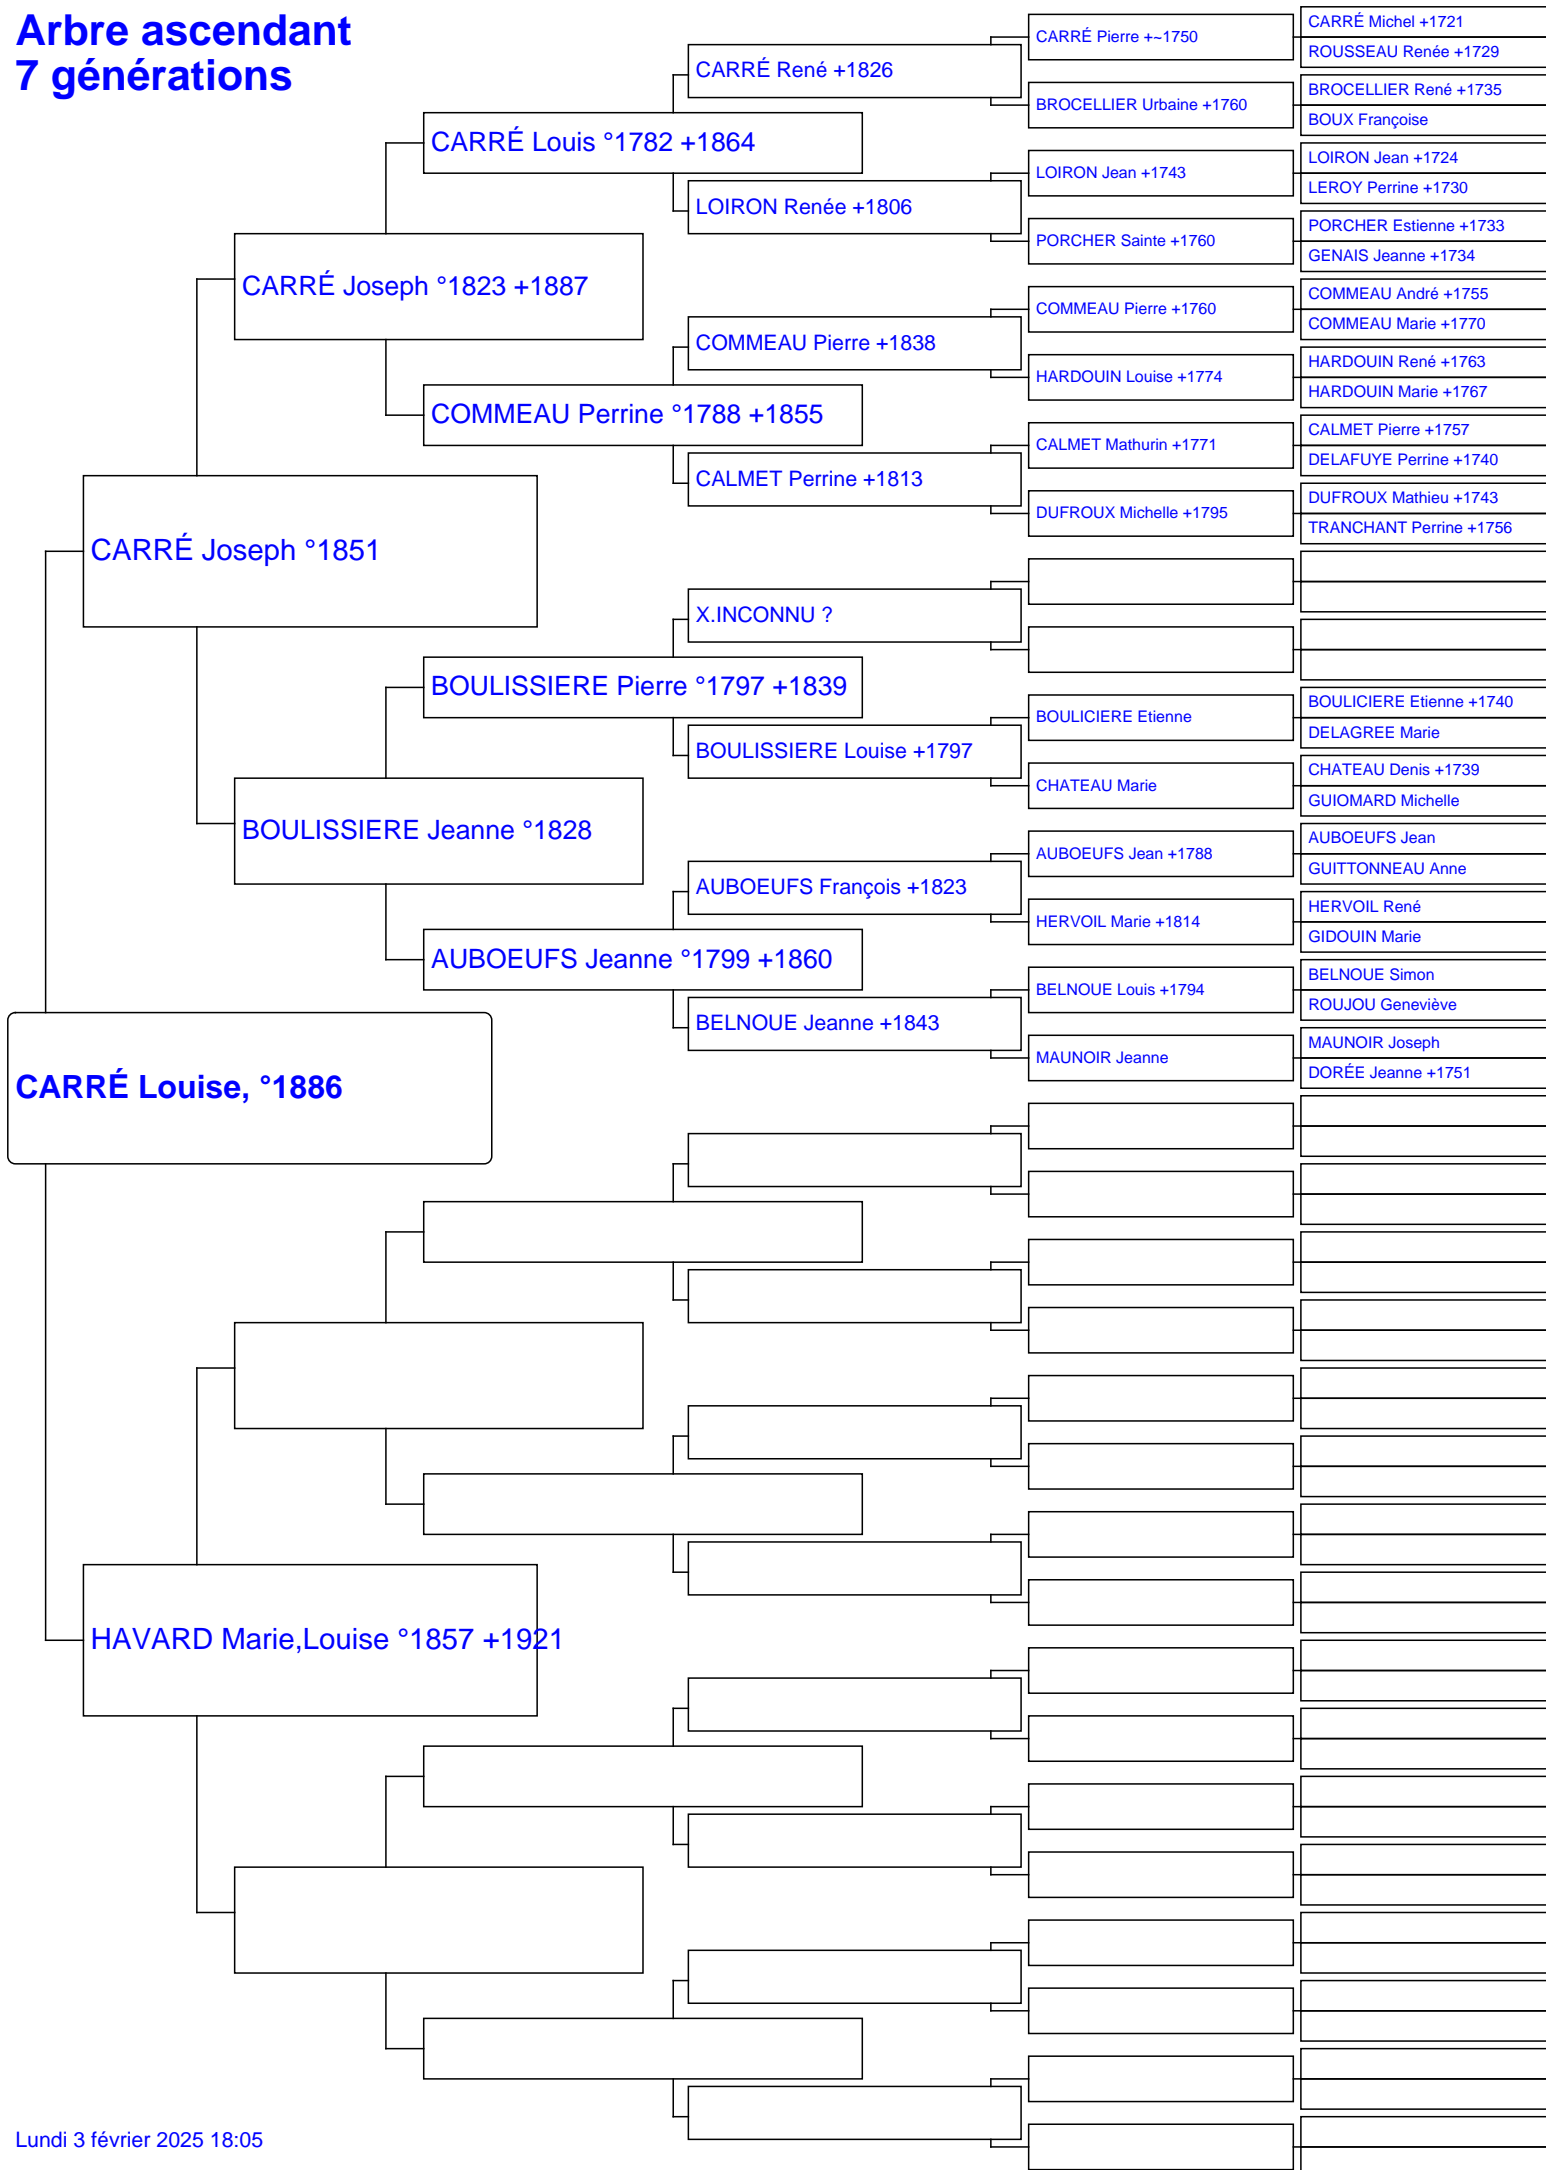 Arbre ascendant
7 générations
CARRÉ Louise, °1886
CARRÉ Joseph °1851
HAVARD Marie,Louise °1857 +1921
CARRÉ Joseph °1823 +1887
BOULISSIERE Jeanne °1828
CARRÉ Louis °1782 +1864
COMMEAU Perrine °1788 +1855
BOULISSIERE Pierre °1797 +1839
AUBOEUFS Jeanne °1799 +1860
CARRÉ René +1826
LOIRON Renée +1806
COMMEAU Pierre +1838
CALMET Perrine +1813
X.INCONNU ?
BOULISSIERE Louise +1797
AUBOEUFS François +1823
BELNOUE Jeanne +1843
CARRÉ Pierre +~1750
BROCELLIER Urbaine +1760
LOIRON Jean +1743
PORCHER Sainte +1760
COMMEAU Pierre +1760
HARDOUIN Louise +1774
CALMET Mathurin +1771
DUFROUX Michelle +1795
BOULICIERE Etienne
CHATEAU Marie
AUBOEUFS Jean +1788
HERVOIL Marie +1814
BELNOUE Louis +1794
MAUNOIR Jeanne
CARRÉ Michel +1721
ROUSSEAU Renée +1729
BROCELLIER René +1735
BOUX Françoise
LOIRON Jean +1724
LEROY Perrine +1730
PORCHER Estienne +1733
GENAIS Jeanne +1734
COMMEAU André +1755
COMMEAU Marie +1770
HARDOUIN René +1763
HARDOUIN Marie +1767
CALMET Pierre +1757
DELAFUYE Perrine +1740
DUFROUX Mathieu +1743
TRANCHANT Perrine +1756
BOULICIERE Etienne +1740
DELAGREE Marie
CHATEAU Denis +1739
GUIOMARD Michelle
AUBOEUFS Jean
GUITTONNEAU Anne
HERVOIL René
GIDOUIN Marie
BELNOUE Simon
ROUJOU Geneviève
MAUNOIR Joseph
DORÉE Jeanne +1751
Lundi 3 février 2025 18:05